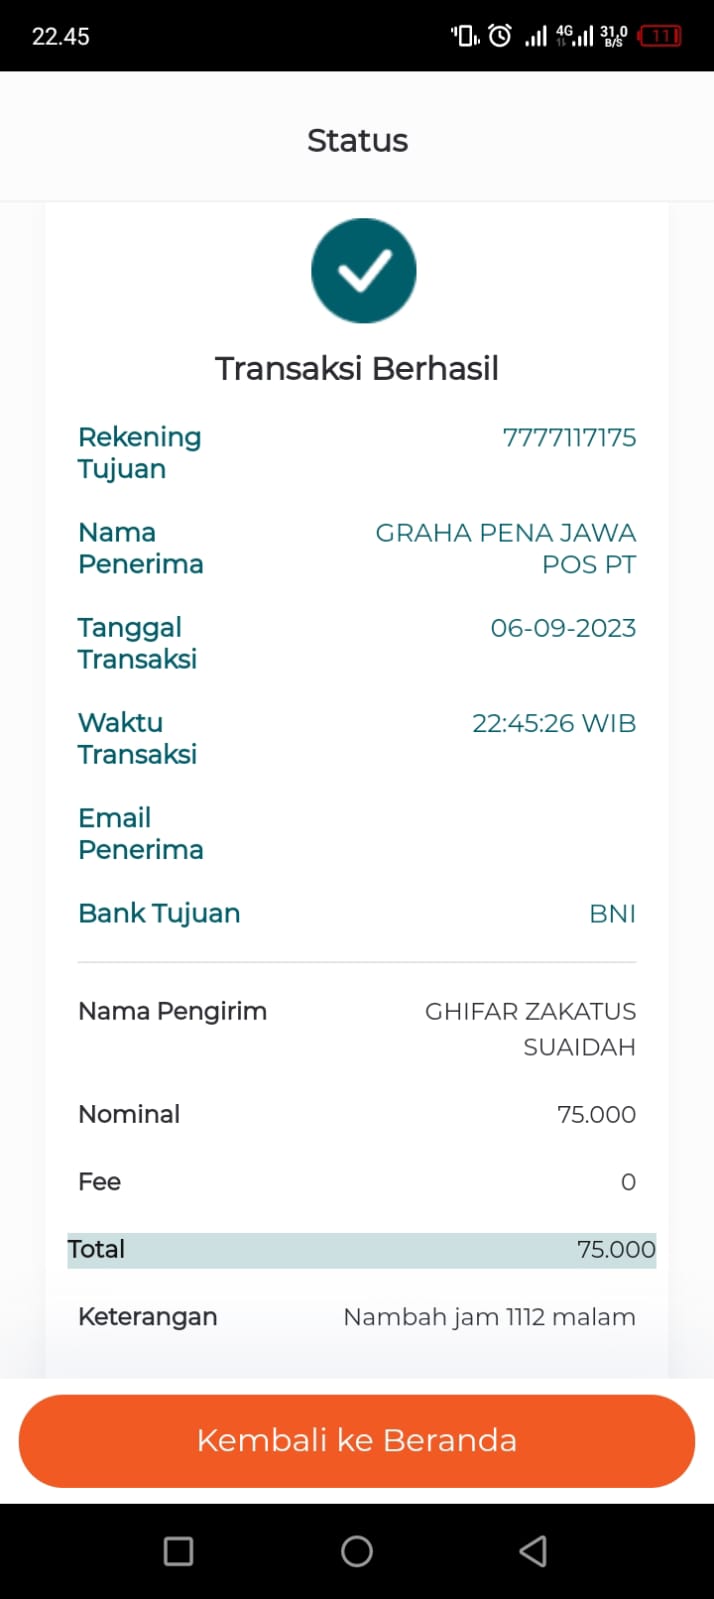 22.45
4G
31,0
B/S
11
Status
Transaksi Berhasil
Rekening
Tujuan
7777117175
Nama
Penerima
GRAHA PENA JAWA
POS PT
Tanggal
Transaksi
06-09-2023
Waktu
Transaksi
22:45:26 WIB
Email
Penerima
Bank Tujuan
BNI
Nama Pengirim
GHIFAR ZAKATUS
SUAIDAH
Nominal
75.000
Fee
0
Total
75.000
Keterangan
Nambah jam 1112 malam
Kembali ke Beranda